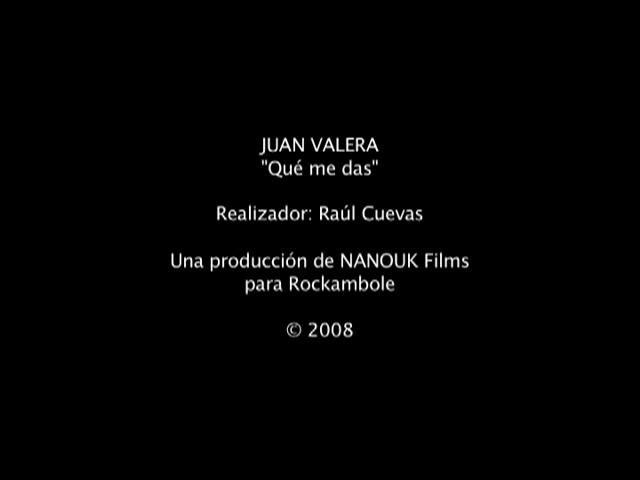 JUAN VALERA
"Qué me das"
Realizador: Raúl Cuevas
Una producción de NANOUK Films
para Rockambole
© 2008